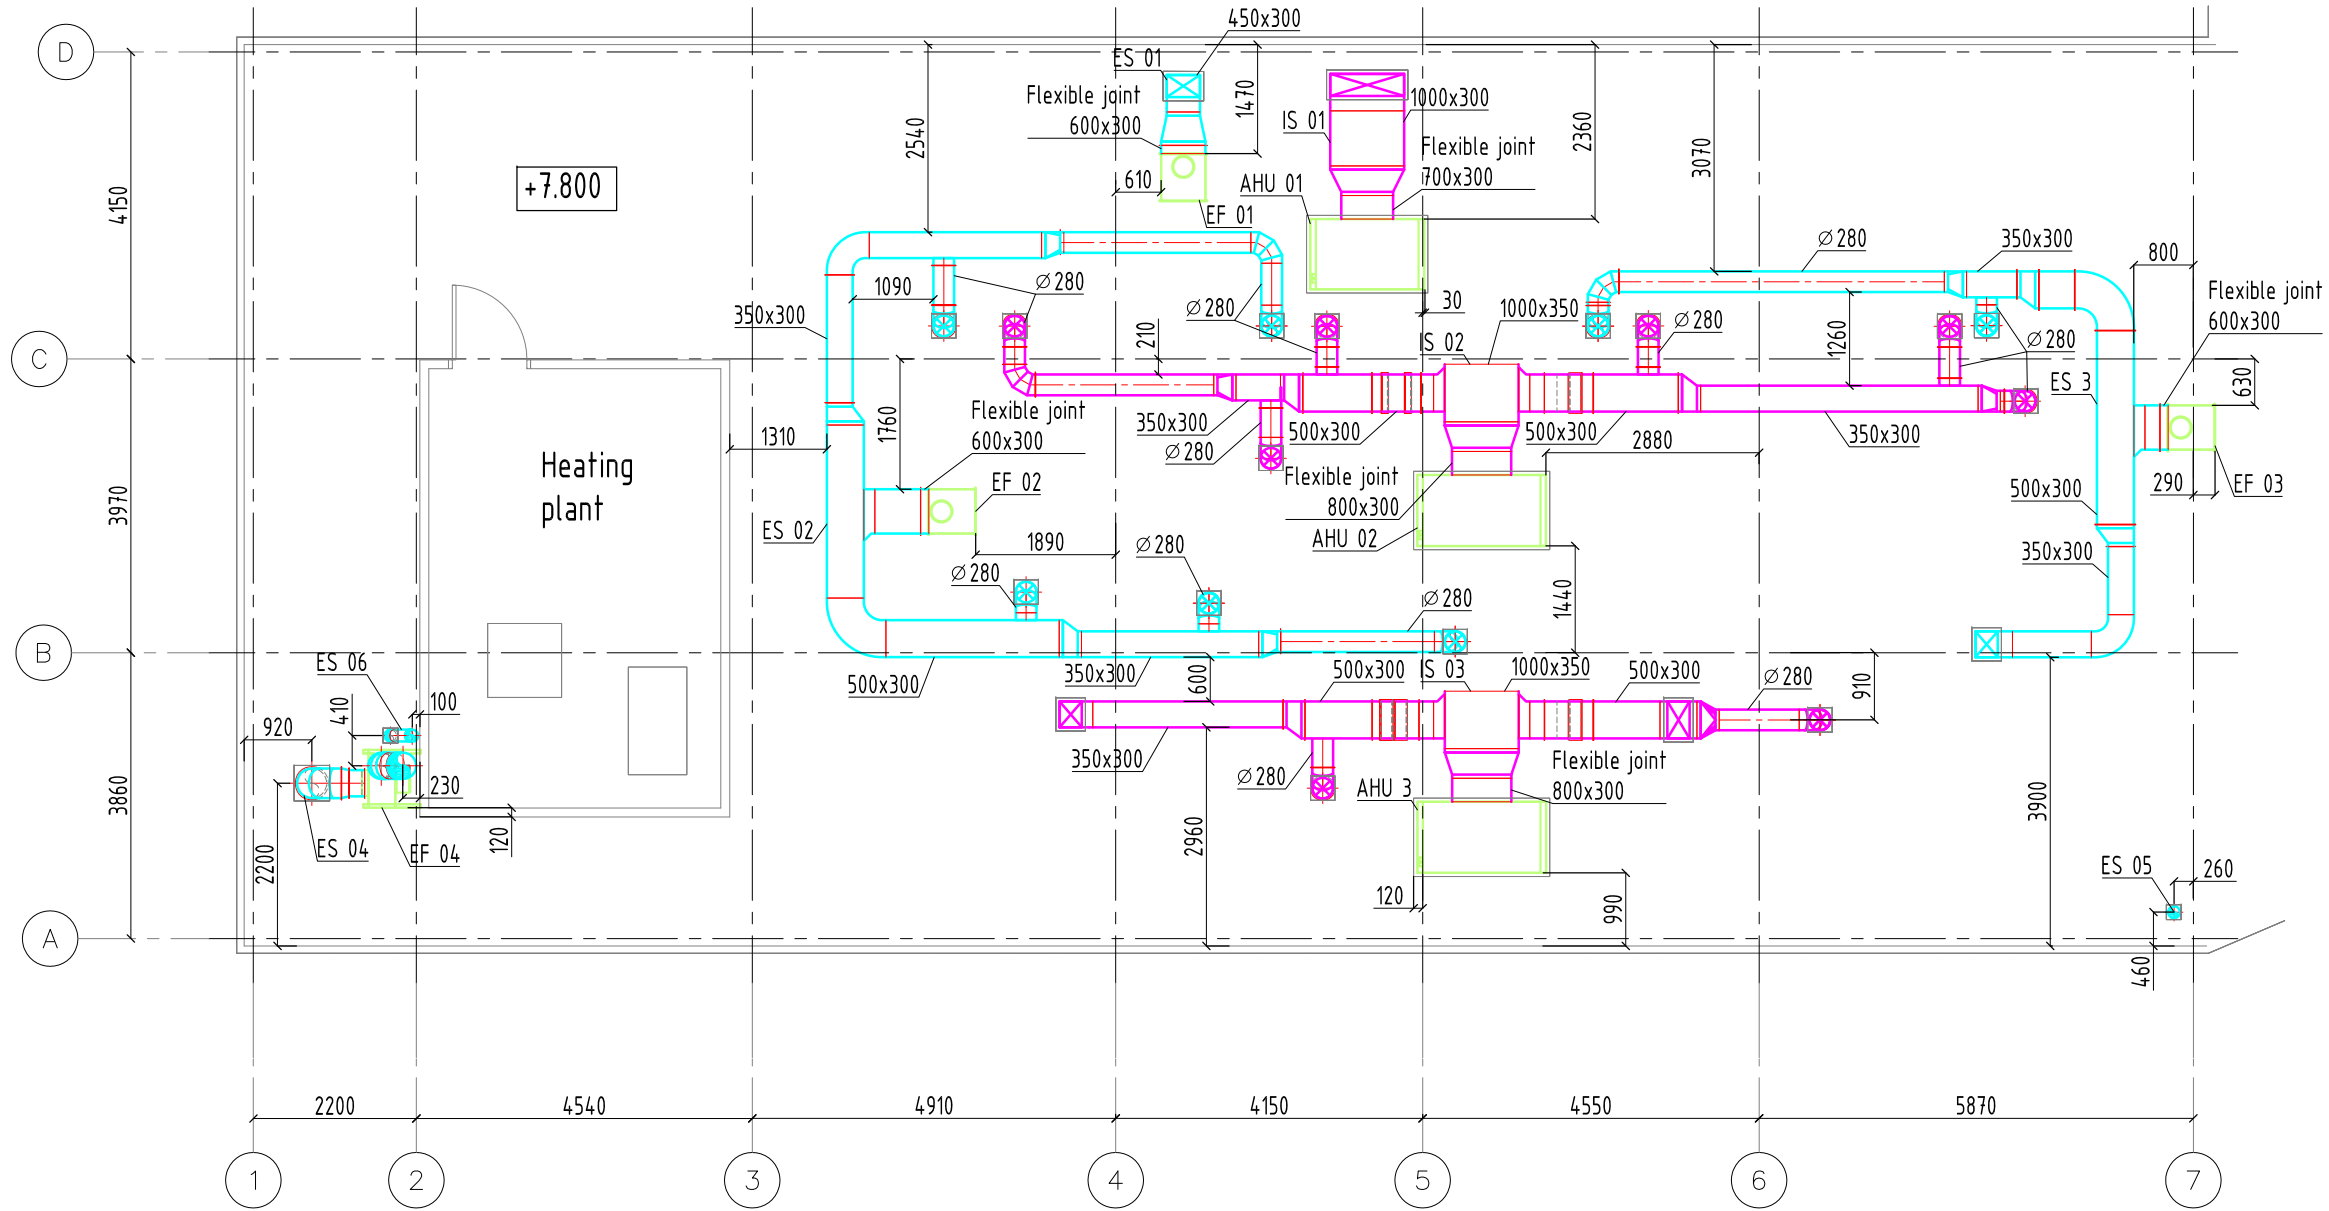 450x300
D
ES 01
Flexible joint
600x300
1470
2540
1000x300
IS 01
Flexible joint
700x300
2360
3070
4150
+7.800
610
AHU 01
EF 01
Ø280
350x300
800
1090
Ø280
350x300
Ø280
30
1000x350
Ø280
Flexible joint
600x300
C
210
IS 02
1260
Ø280
ES 3
630
1760
1310
Flexible joint
600x300
350x300
Ø280
500x300
500x300
2880
350x300
Heating
plant
3970
EF 02
Flexible joint
800x300
500x300
290
EF 03
ES 02
1890
Ø280
AHU 02
350x300
Ø280
1440
Ø280
B
ES 06
500x300
350x300
600
500x300
IS 03
1000x350
500x300
Ø280
910
410
100
920
350x300
Ø280
Flexible joint
800x300
230
AHU 3
3860
120
ES 04
EF 04
2200
2960
3900
ES 05
260
120
990
A
460
2200
4540
4910
4150
4550
5870
1
2
3
4
5
6
7